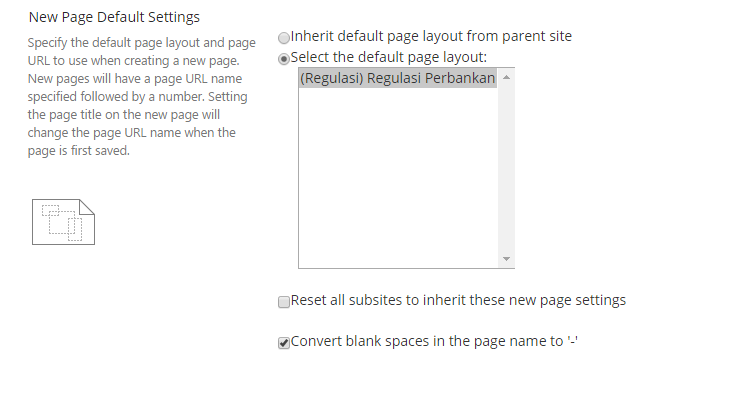 New Page Default Settings
Specify the default page layout and page
URL to use when creating a new page.
New pages will have a page URL name
specified followed by a number. Setting
the page title on the new page will
change the page URL name when the
page is first saved.
Inherit default page layout from parent site
Select the default page layout:
(Regulasi) Regulasi Perbankan
Reset all subsites to inherit these new page settings
Convert blank spaces in the page name to '-'